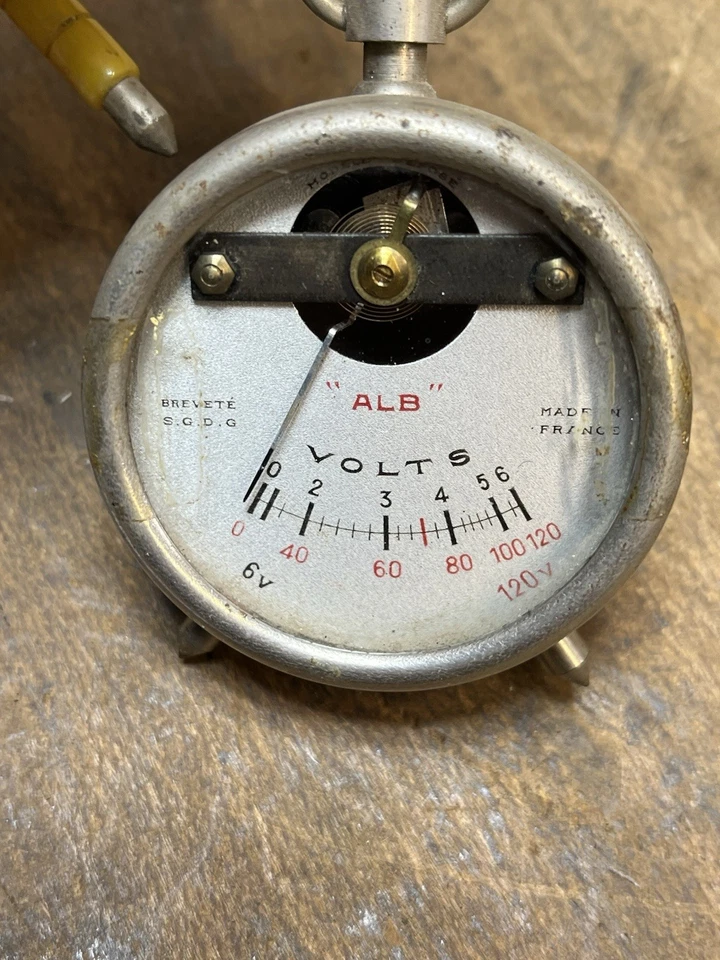 "ALB"
BREVETÉ
S.G.D.G
MADE IN
FRANCE
VOLTS
0 2 3 4 5 6
0 40 60 80 100 120
6v 120v